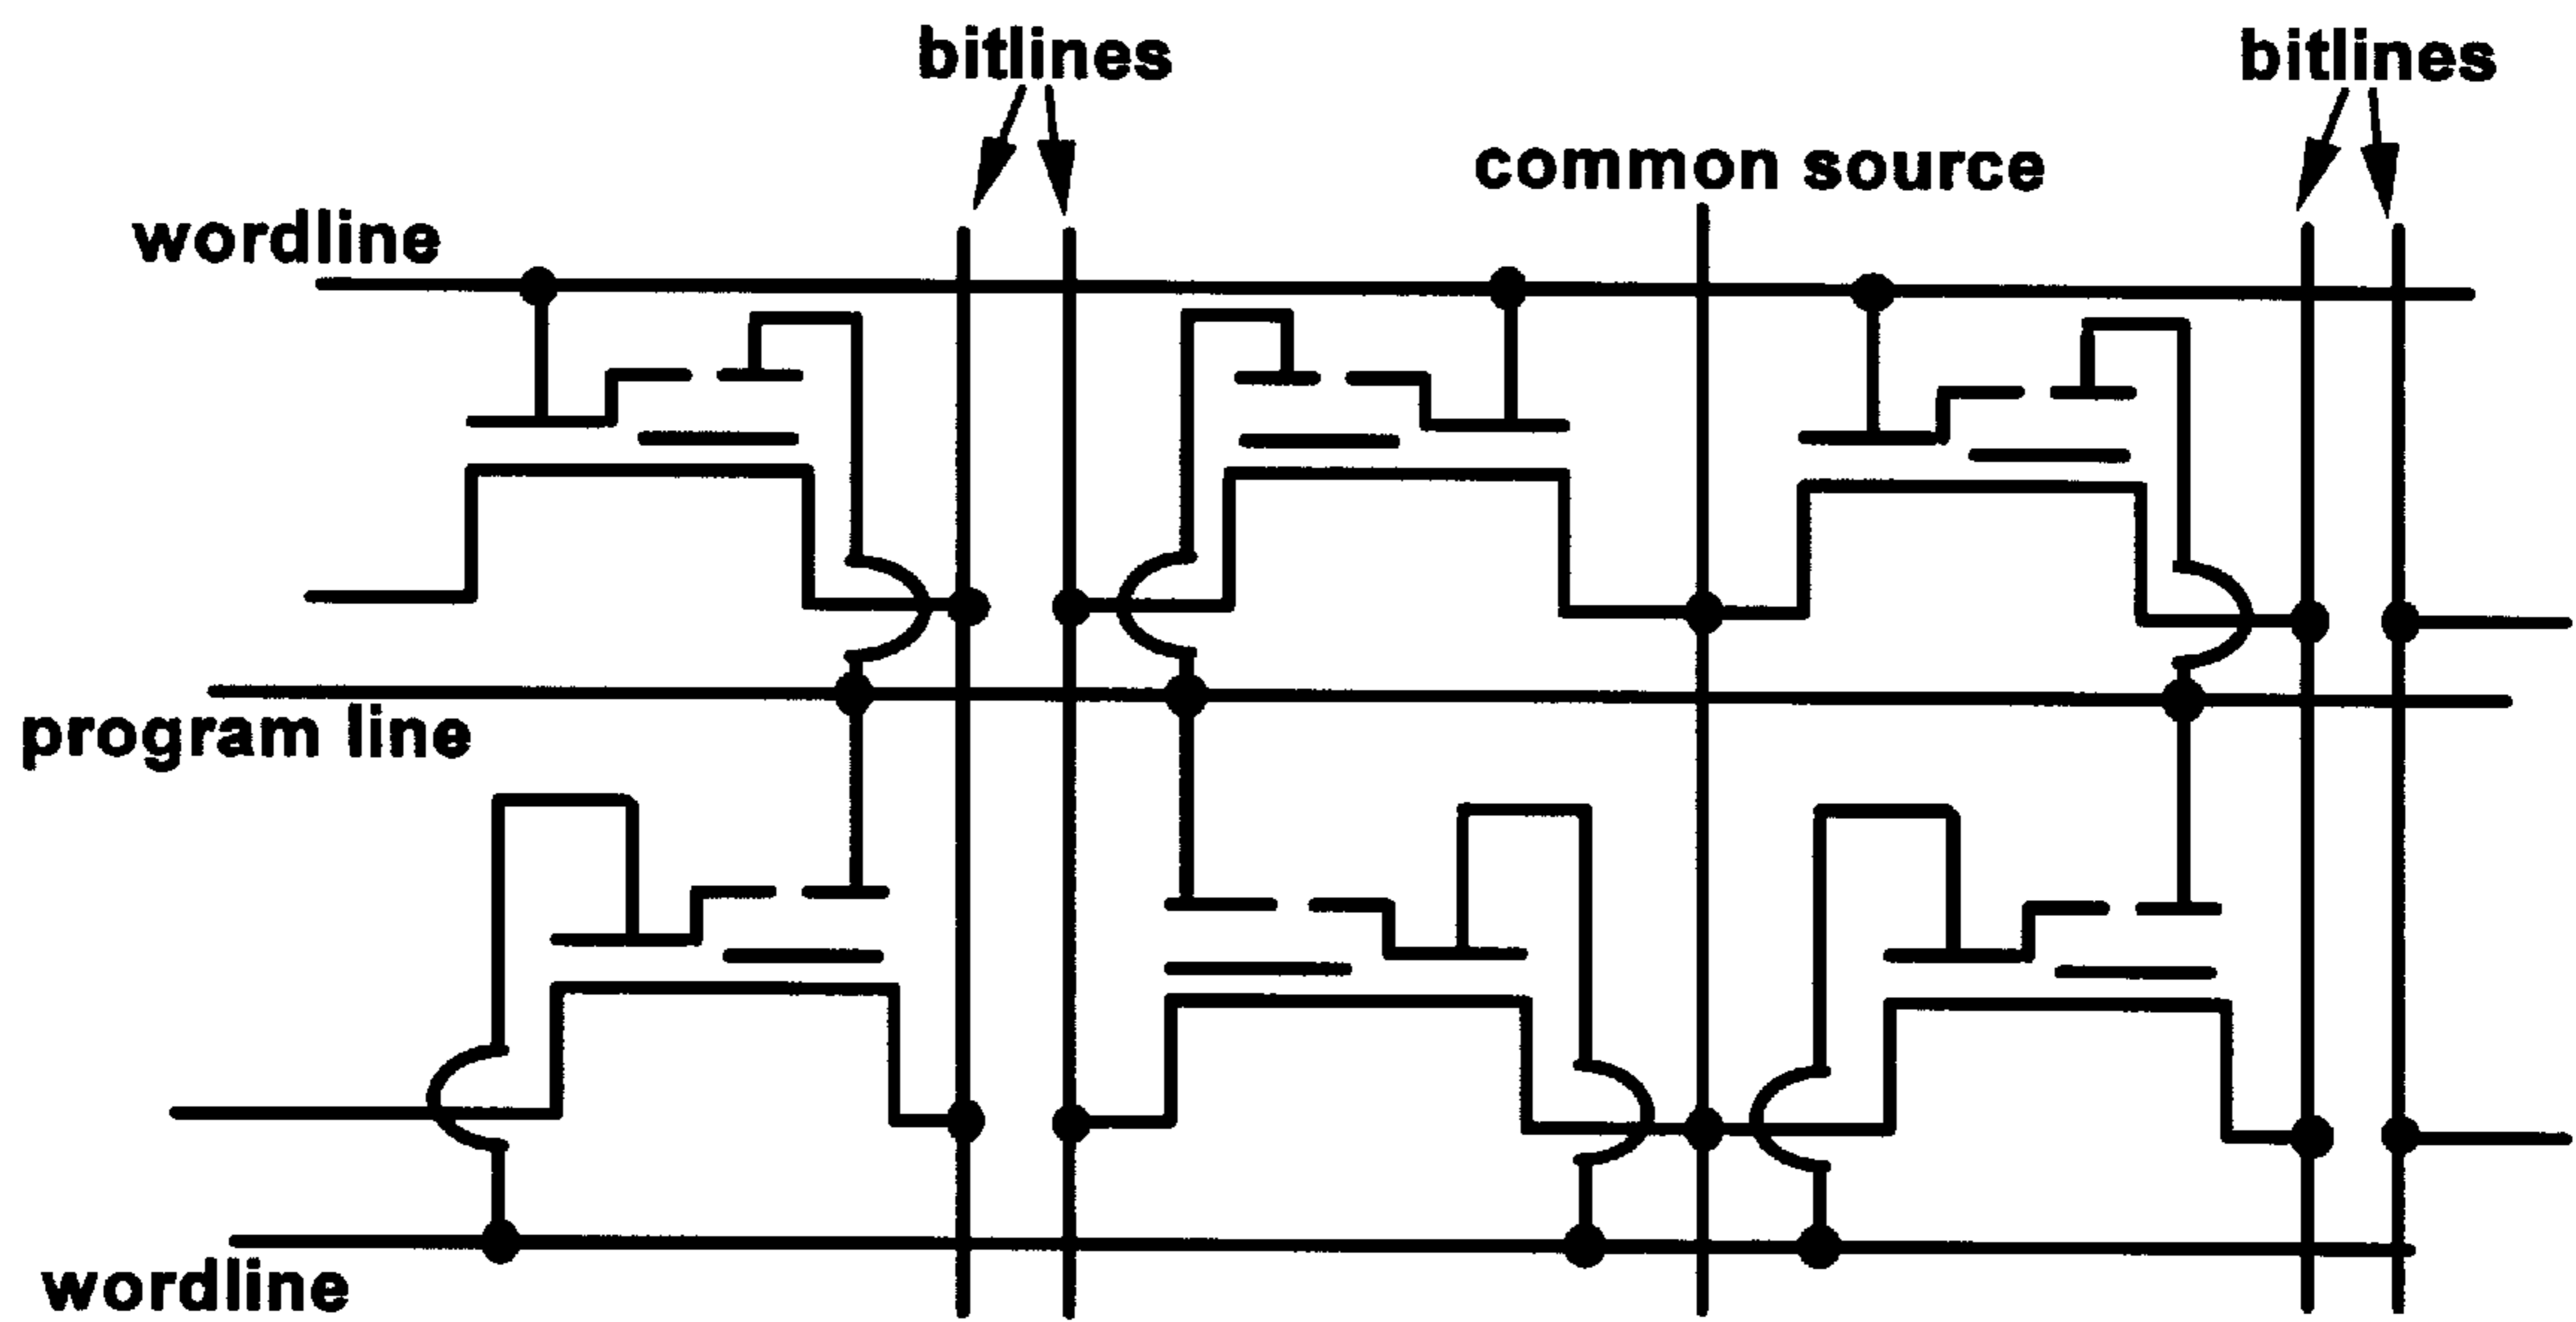 bitlines
bitlines
common source
wordline
program line
wordline